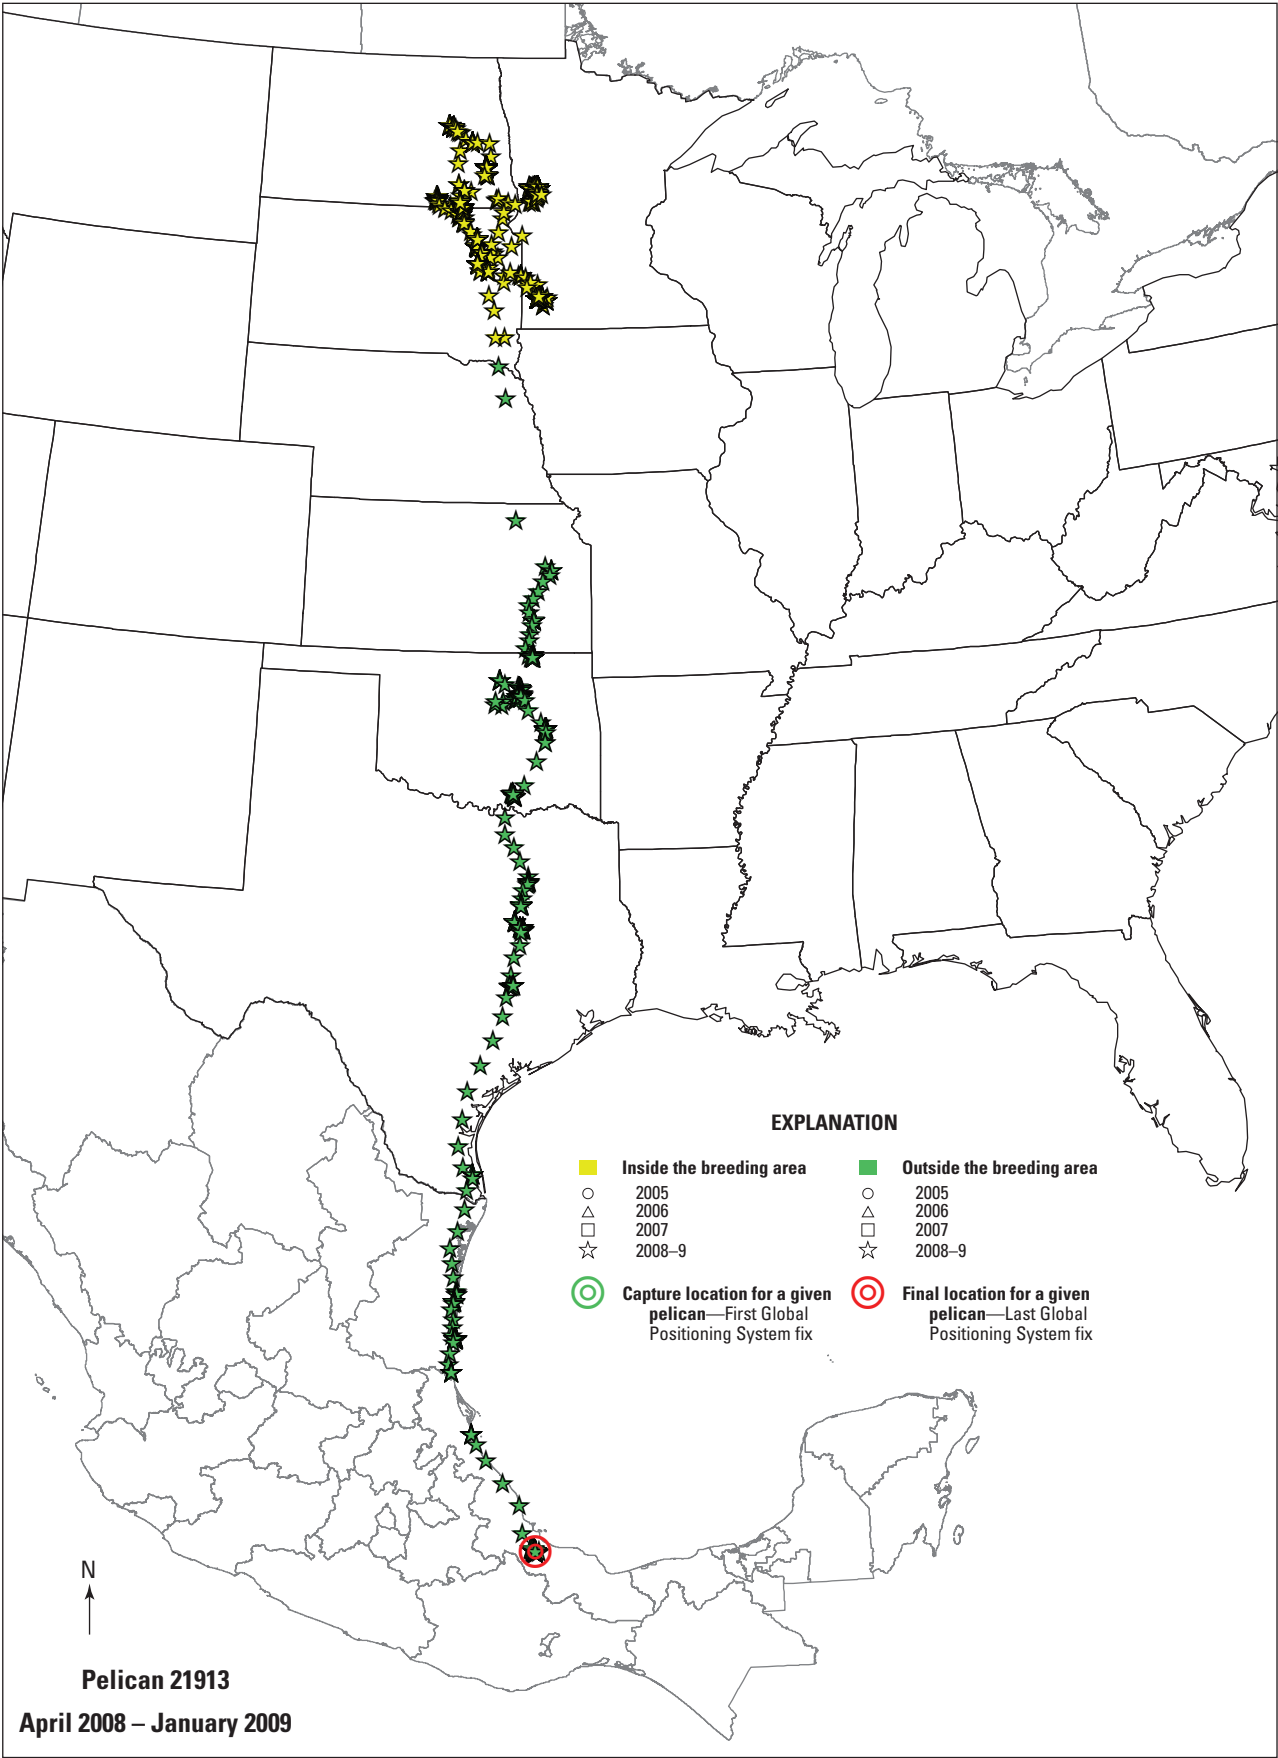 EXPLANATION
Inside the breeding area
2005
2006
2007
2008–9
Outside the breeding area
2005
2006
2007
2008–9
Capture location for a given
pelican—First Global
Positioning System fix
Final location for a given
pelican—Last Global
Positioning System fix
N
Pelican 21913
April 2008 – January 2009